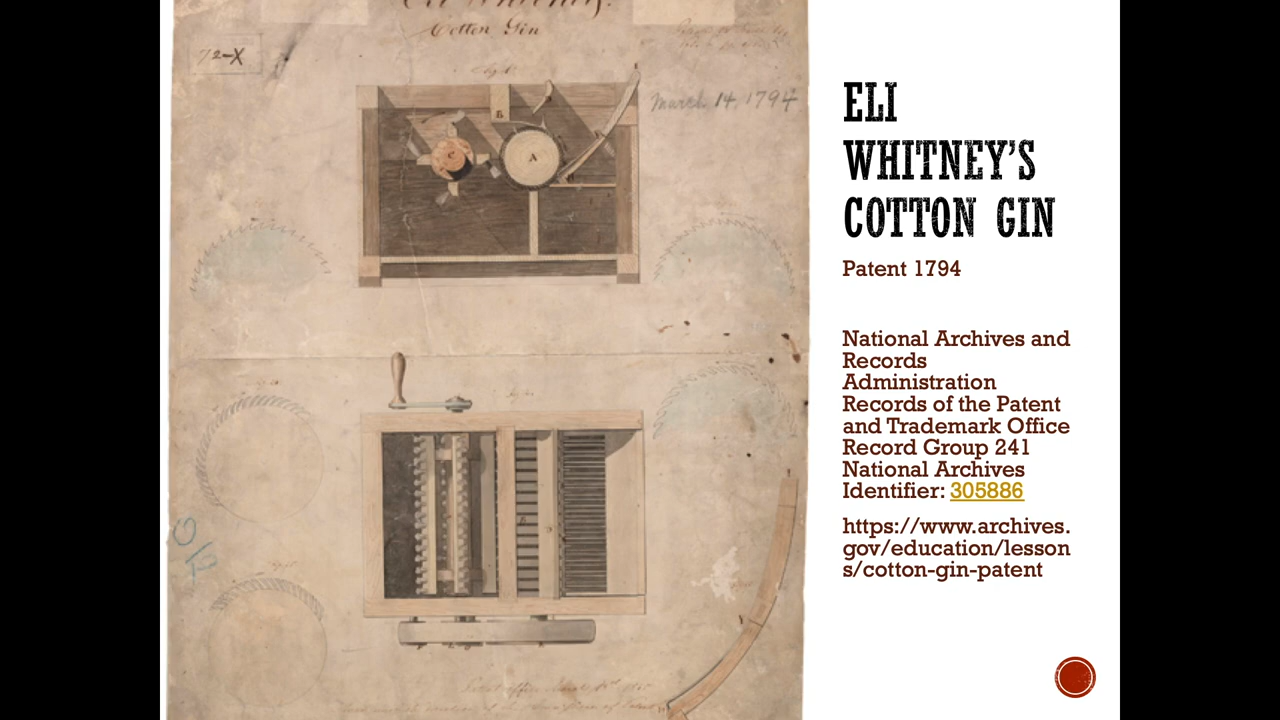 Cotton Gin
72-X
March 14, 1794
B
C
A
ELI
WHITNEY'S
COTTON GIN
Patent 1794
National Archives and
Records
Administration
Records of the Patent
and Trademark Office
Record Group 241
National Archives
Identifier: 305886
https://www.archives.
gov/education/lesson
s/cotton-gin-patent